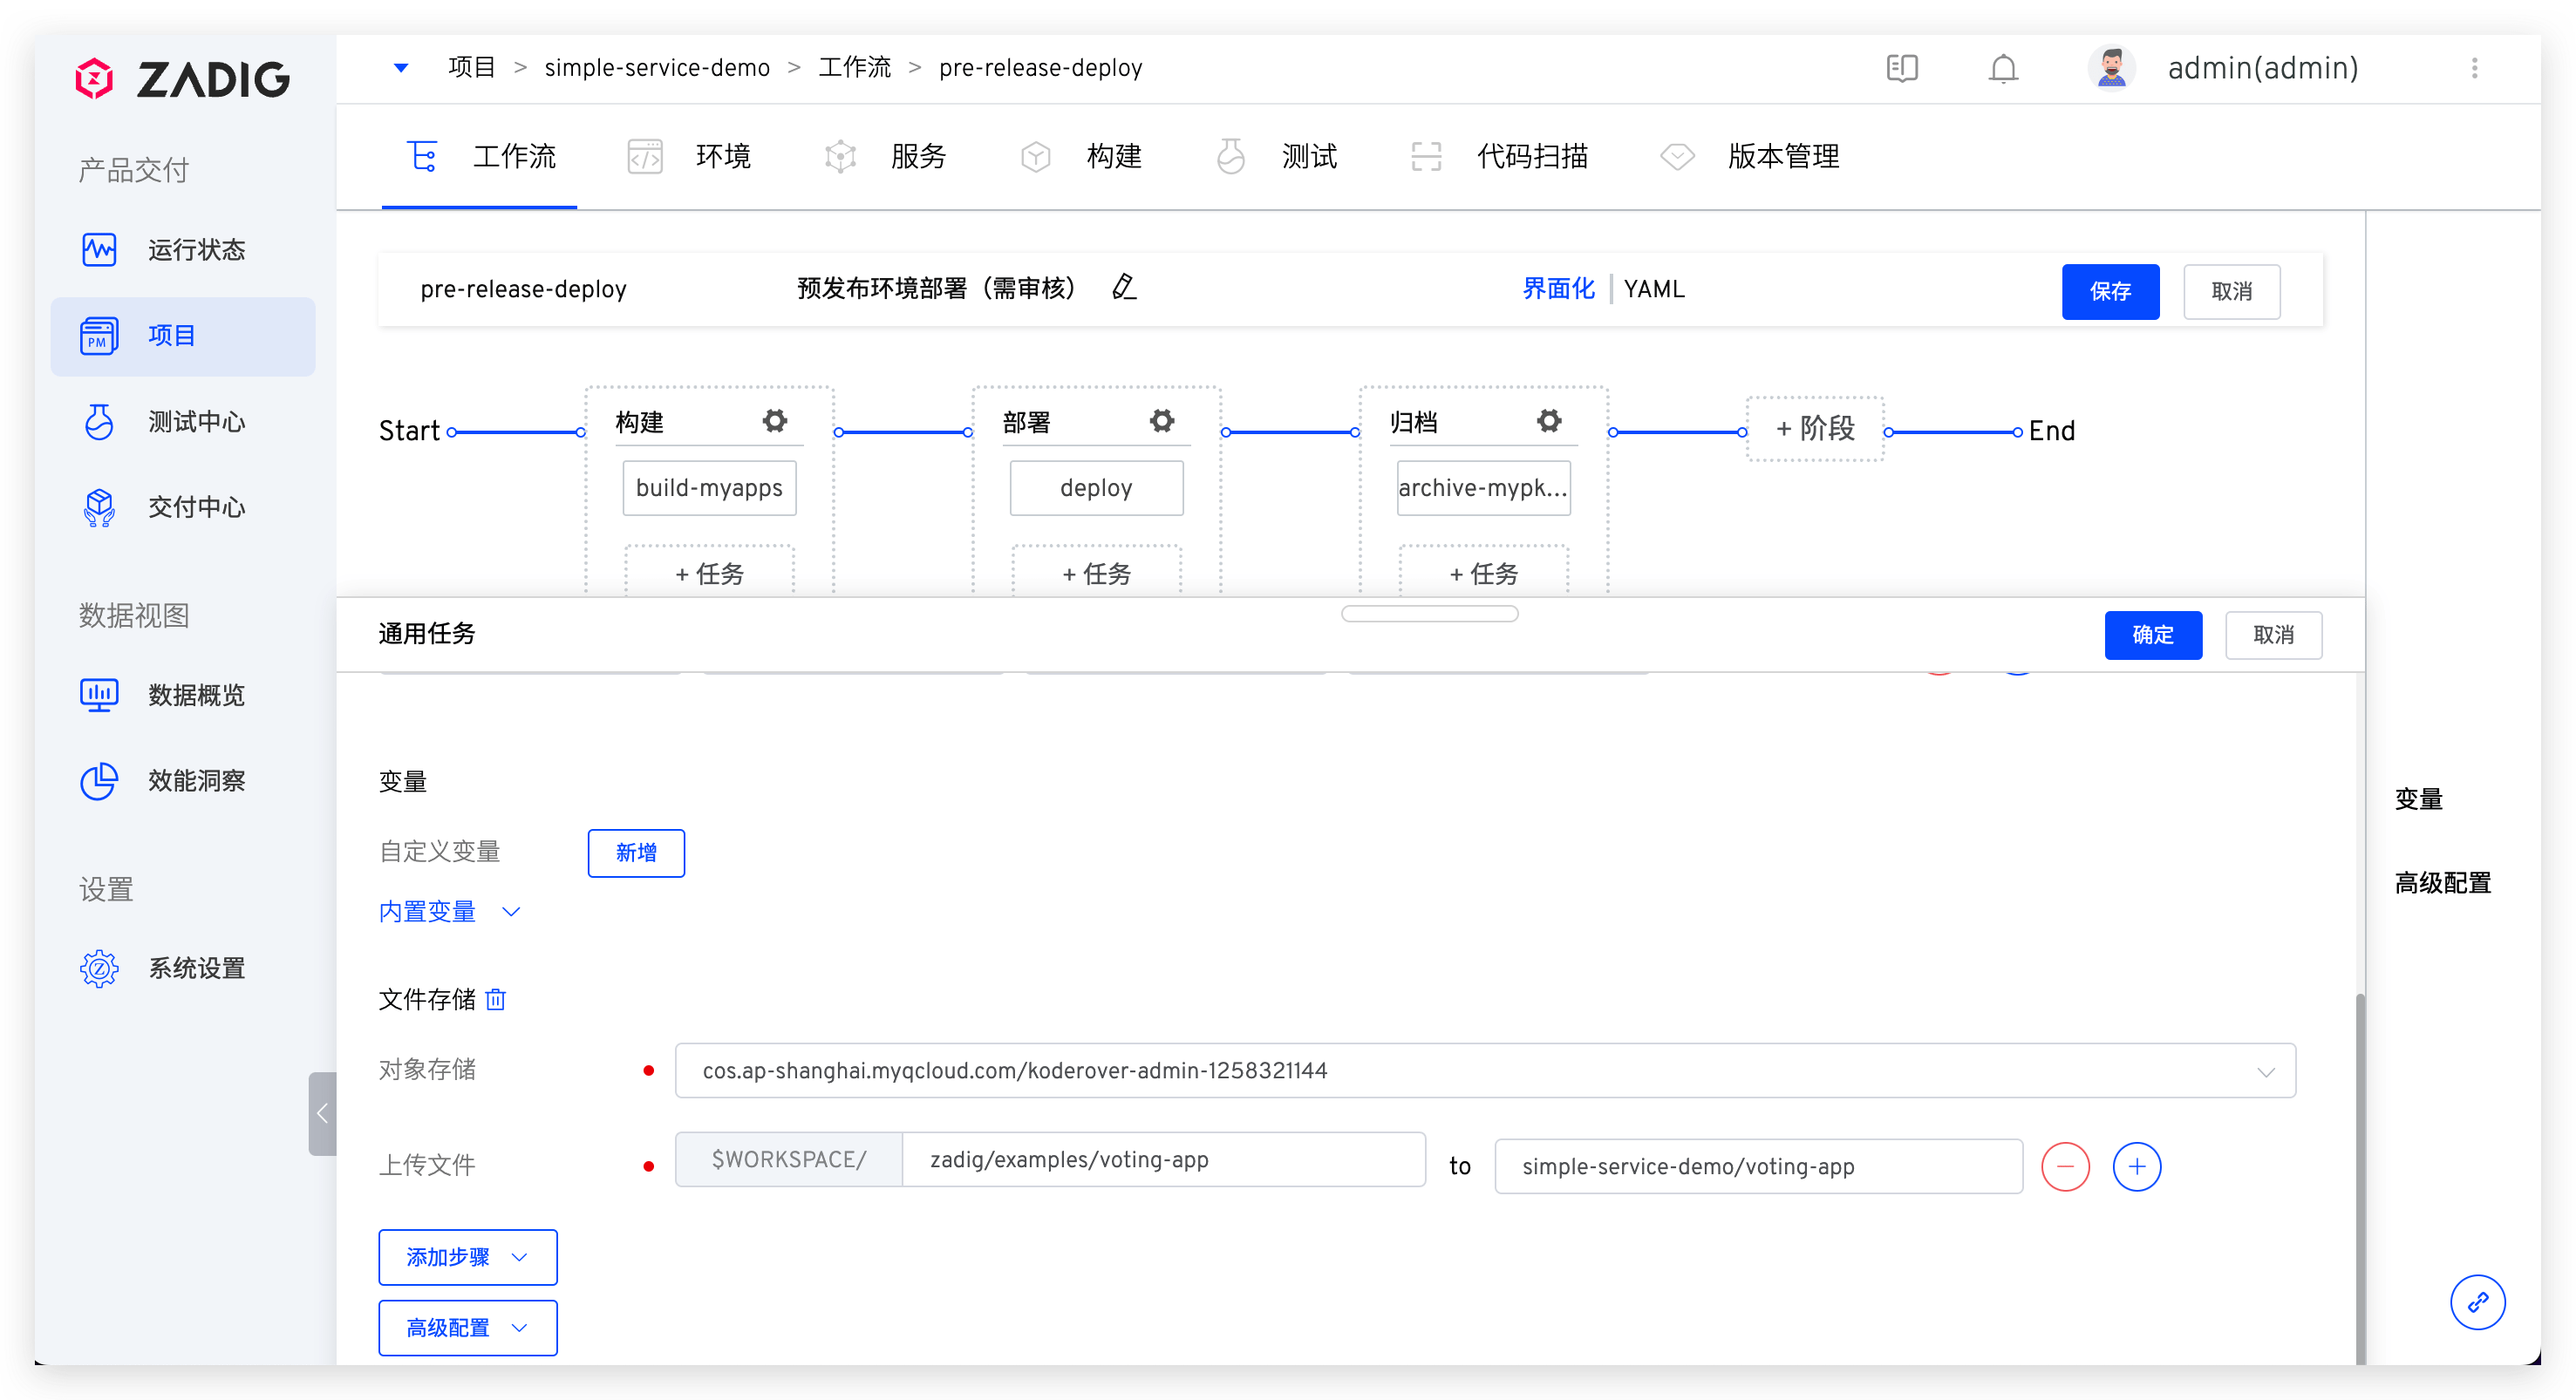 ZADIG
项目 > simple-service-demo > 工作流 > pre-release-deploy
admin(admin)
产品交付
运行状态
PM
项目
测试中心
交付中心
数据视图
数据概览
效能洞察
设置
系统设置
工作流
环境
服务
构建
测试
代码扫描
版本管理
pre-release-deploy
预发布环境部署（需审核）
界面化 | YAML
保存
取消
Start
构建
部署
归档
+ 阶段
End
build-myapps
deploy
archive-mypk...
+ 任务
+ 任务
+ 任务
通用任务
确定
取消
变量
自定义变量
新增
内置变量
文件存储
对象存储
cos.ap-shanghai.myqcloud.com/koderover-admin-1258321144
上传文件
$WORKSPACE/
zadig/examples/voting-app
to
simple-service-demo/voting-app
添加步骤
高级配置
变量
高级配置